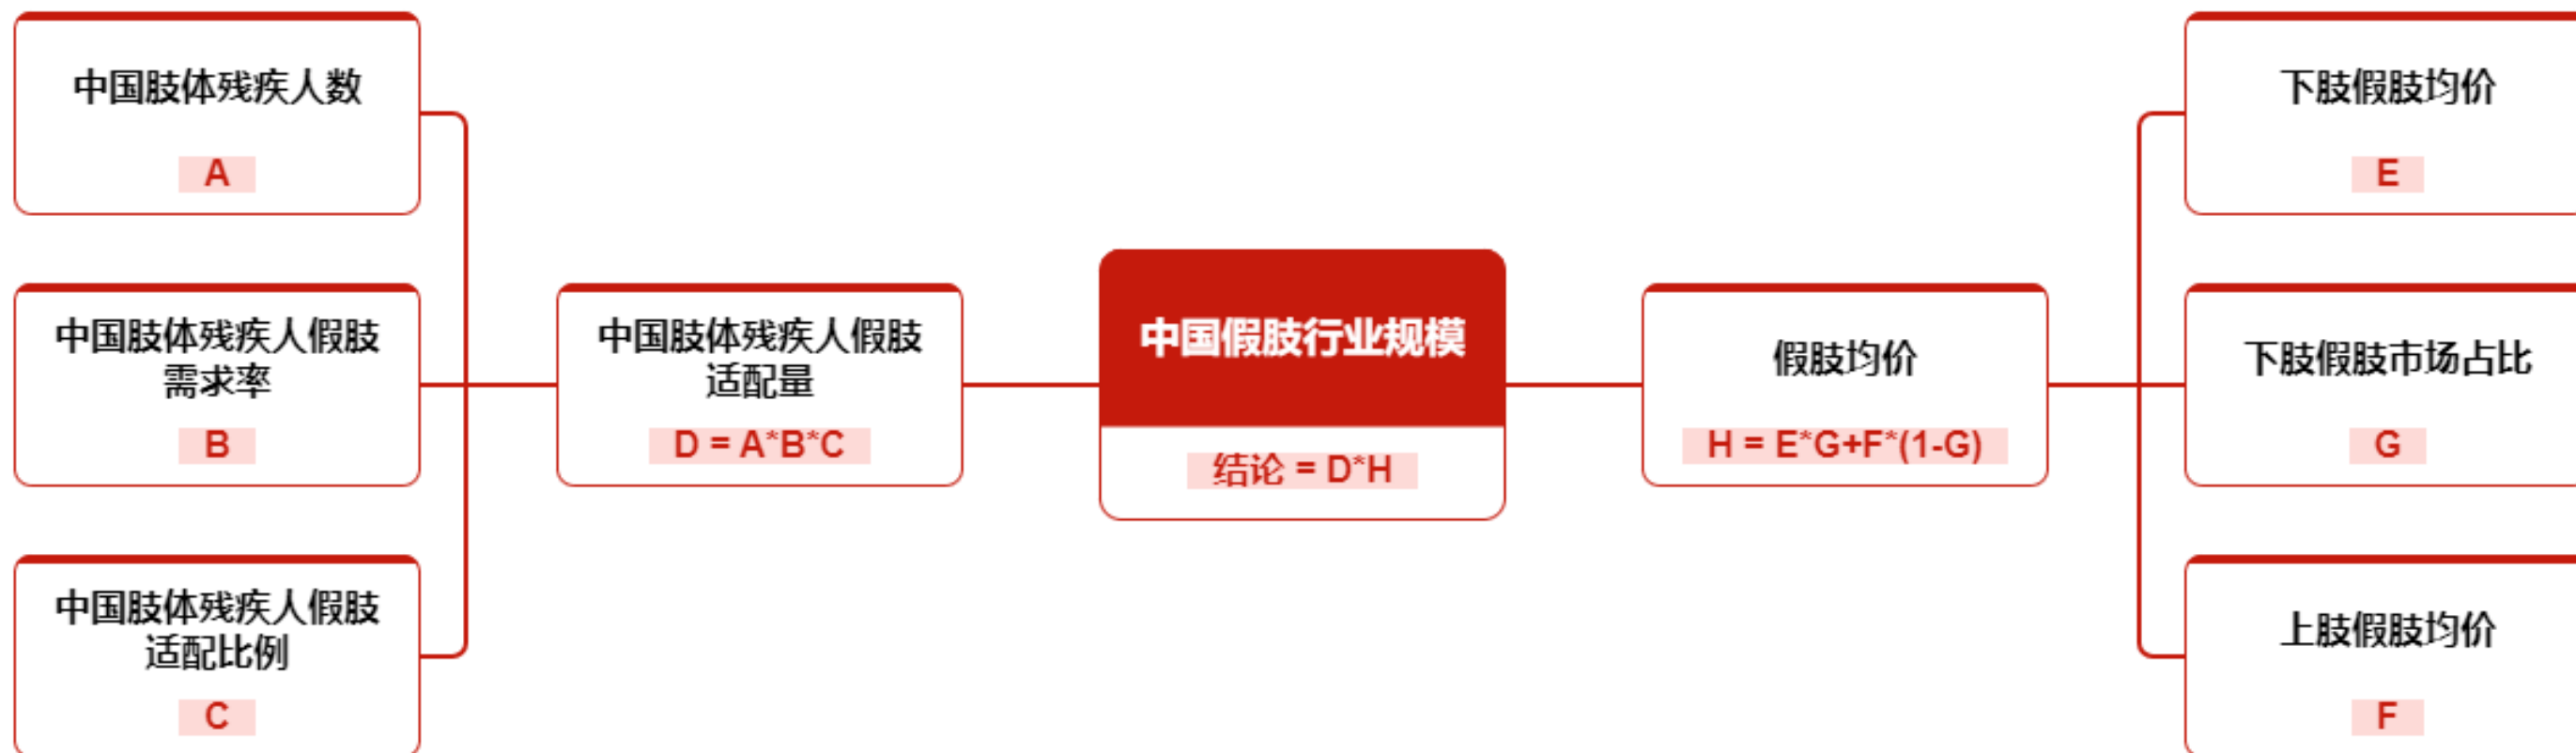 中国肢体残疾人数
A
中国肢体残疾人假肢
需求率
B
中国肢体残疾人假肢
适配比例
C
中国肢体残疾人假肢
适配量
D = A*B*C
中国假肢行业规模
结论 = D*H
假肢均价
H = E*G+F*(1-G)
下肢假肢均价
E
下肢假肢市场占比
G
上肢假肢均价
F